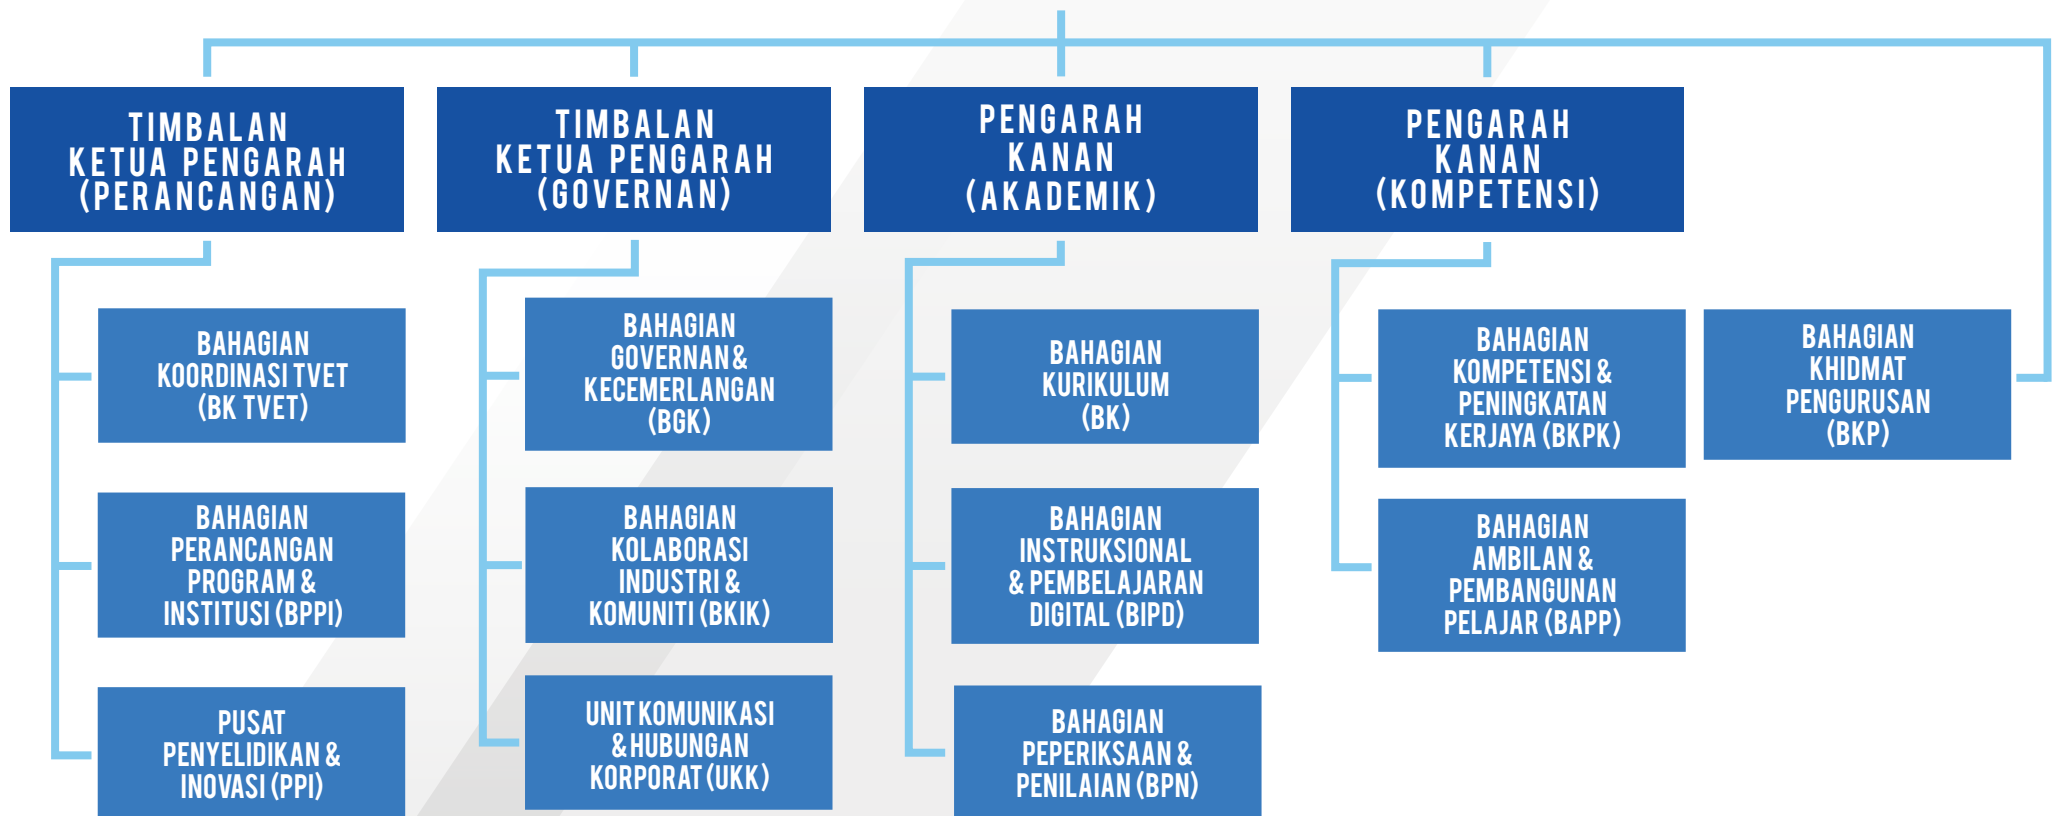 TIMBALAN
KETUA PENGARAH
(PERANCANGAN)
TIMBALAN
KETUA PENGARAH
(GOVERNAN)
PENGARAH
KANAN
(AKADEMIK)
PENGARAH
KANAN
(KOMPETENSI)
BAHAGIAN
KOORDINASI TVET
(BK TVET)
BAHAGIAN
PERANCANGAN
PROGRAM &
INSTITUSI (BPPI)
PUSAT
PENYELIDIKAN &
INOVASI (PPI)
BAHAGIAN
GOVERNAN &
KECEMERLANGAN
(BGK)
BAHAGIAN
KOLABORASI
INDUSTRI &
KOMUNITI (BKIK)
UNIT KOMUNIKASI
& HUBUNGAN
KORPORAT (UKK)
BAHAGIAN
KURIKULUM
(BK)
BAHAGIAN
INSTRUKSIONAL
& PEMBELAJARAN
DIGITAL (BIPD)
BAHAGIAN
PEPERIKSAAN &
PENILAIAN (BPN)
BAHAGIAN
KOMPETENSI &
PENINGKATAN
KERJAYA (BKPK)
BAHAGIAN
AMBILAN &
PEMBANGUNAN
PELAJAR (BAPP)
BAHAGIAN
KHIDMAT
PENGURUSAN
(BKP)